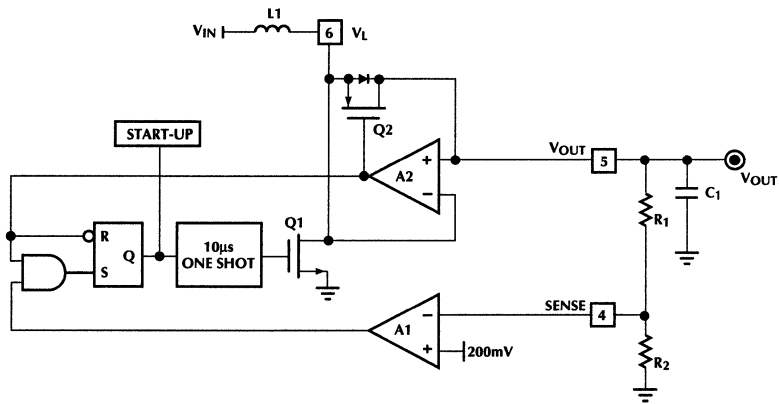 L1
VIN
6
VL
START-UP
Q2
VOUT
5
+
A2
−
VOUT
C1
Q1
R1
R
Q
S
10µs
ONE SHOT
SENSE
4
−
A1
+
200mV
R2